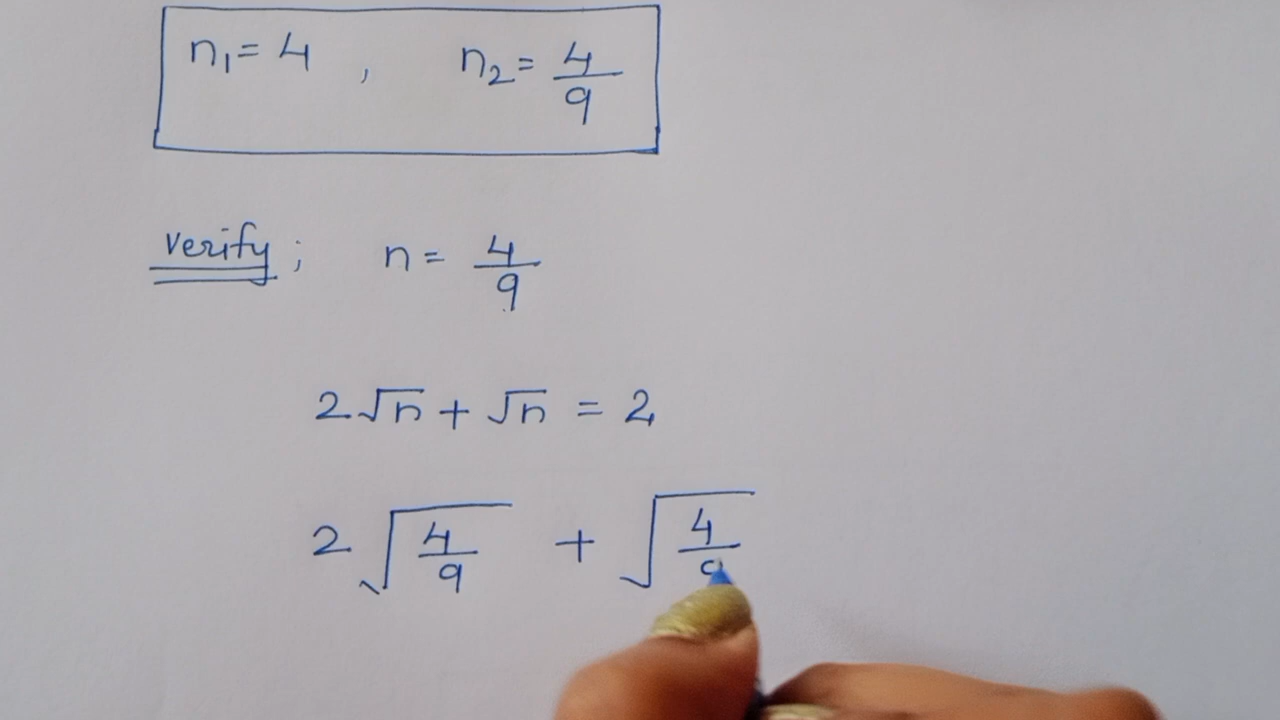 n₁ = 4 , n₂ = 4/9
Verify ; n = 4/9
2√n + √n = 2
2√(4/9) + √(4/9)